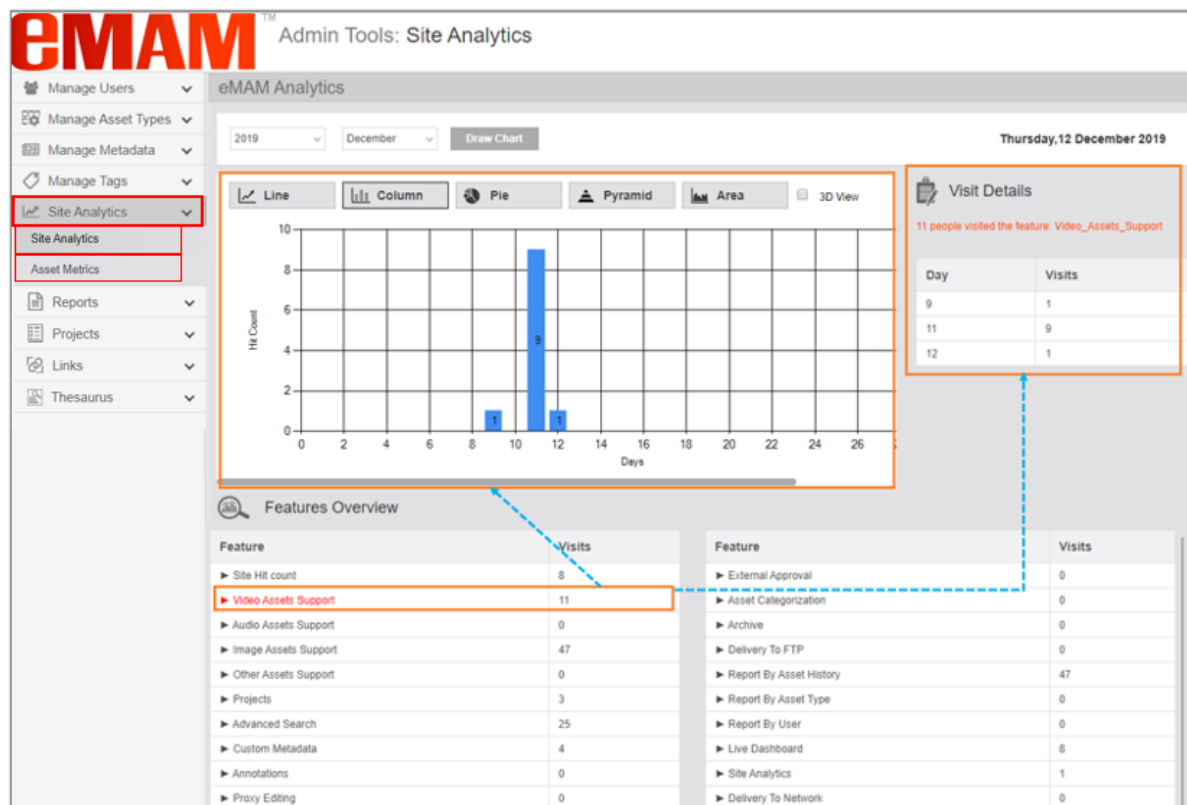 eMAM™
Admin Tools: Site Analytics
Manage Users
Manage Asset Types
Manage Metadata
Manage Tags
Site Analytics
Site Analytics
Asset Metrics
Reports
Projects
Links
Thesaurus
eMAM Analytics
2019 December Draw Chart
Thursday,12 December 2019
Line Column Pie Pyramid Area 3D View
Hit Count
10
8
6
4
2
0
1 9 1
0 2 4 6 8 10 12 14 16 18 20 22 24 26
Days
Visit Details
11 people visited the feature: Video_Assets_Support
Day Visits
9 1
11 9
12 1
Features Overview
Feature Visits
► Site Hit count 8
► Video Assets Support 11
► Audio Assets Support 0
► Image Assets Support 47
► Other Assets Support 0
► Projects 3
► Advanced Search 25
► Custom Metadata 4
► Annotations 0
► Proxy Editing 0
Feature Visits
► External Approval 0
► Asset Categorization 0
► Archive 0
► Delivery To FTP 0
► Report By Asset History 47
► Report By Asset Type 0
► Report By User 0
► Live Dashboard 8
► Site Analytics 1
► Delivery To Network 0